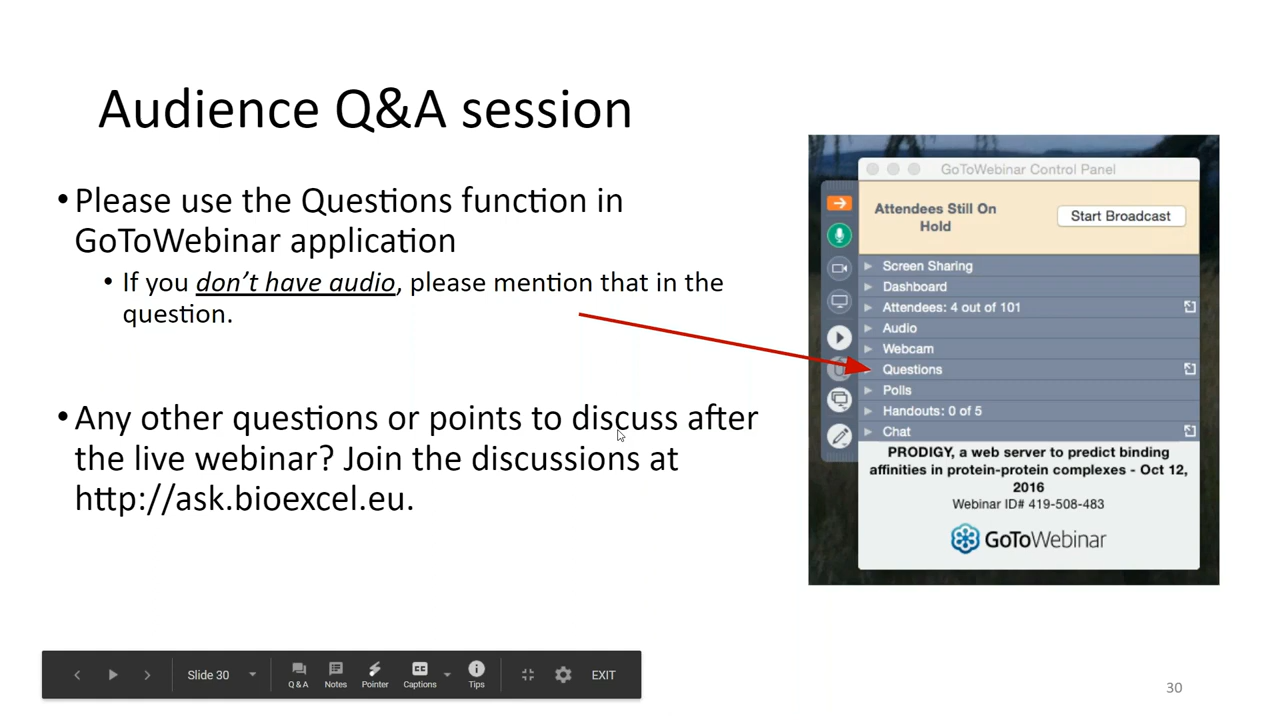 Audience Q&A session
•Please use the Questions function in
GoToWebinar application
• If you don't have audio, please mention that in the
question.
•Any other questions or points to discuss after
the live webinar? Join the discussions at
http://ask.bioexcel.eu.
GoToWebinar Control Panel
Attendees Still On
Hold
Start Broadcast
Screen Sharing
Dashboard
Attendees: 4 out of 101
Audio
Webcam
Questions
Polls
Handouts: 0 of 5
Chat
PRODIGY, a web server to predict binding
affinities in protein-protein complexes - Oct 12,
2016
Webinar ID# 419-508-483
GoToWebinar
Slide 30
Q & A
Notes
Pointer
CC
Captions
Tips
EXIT
30